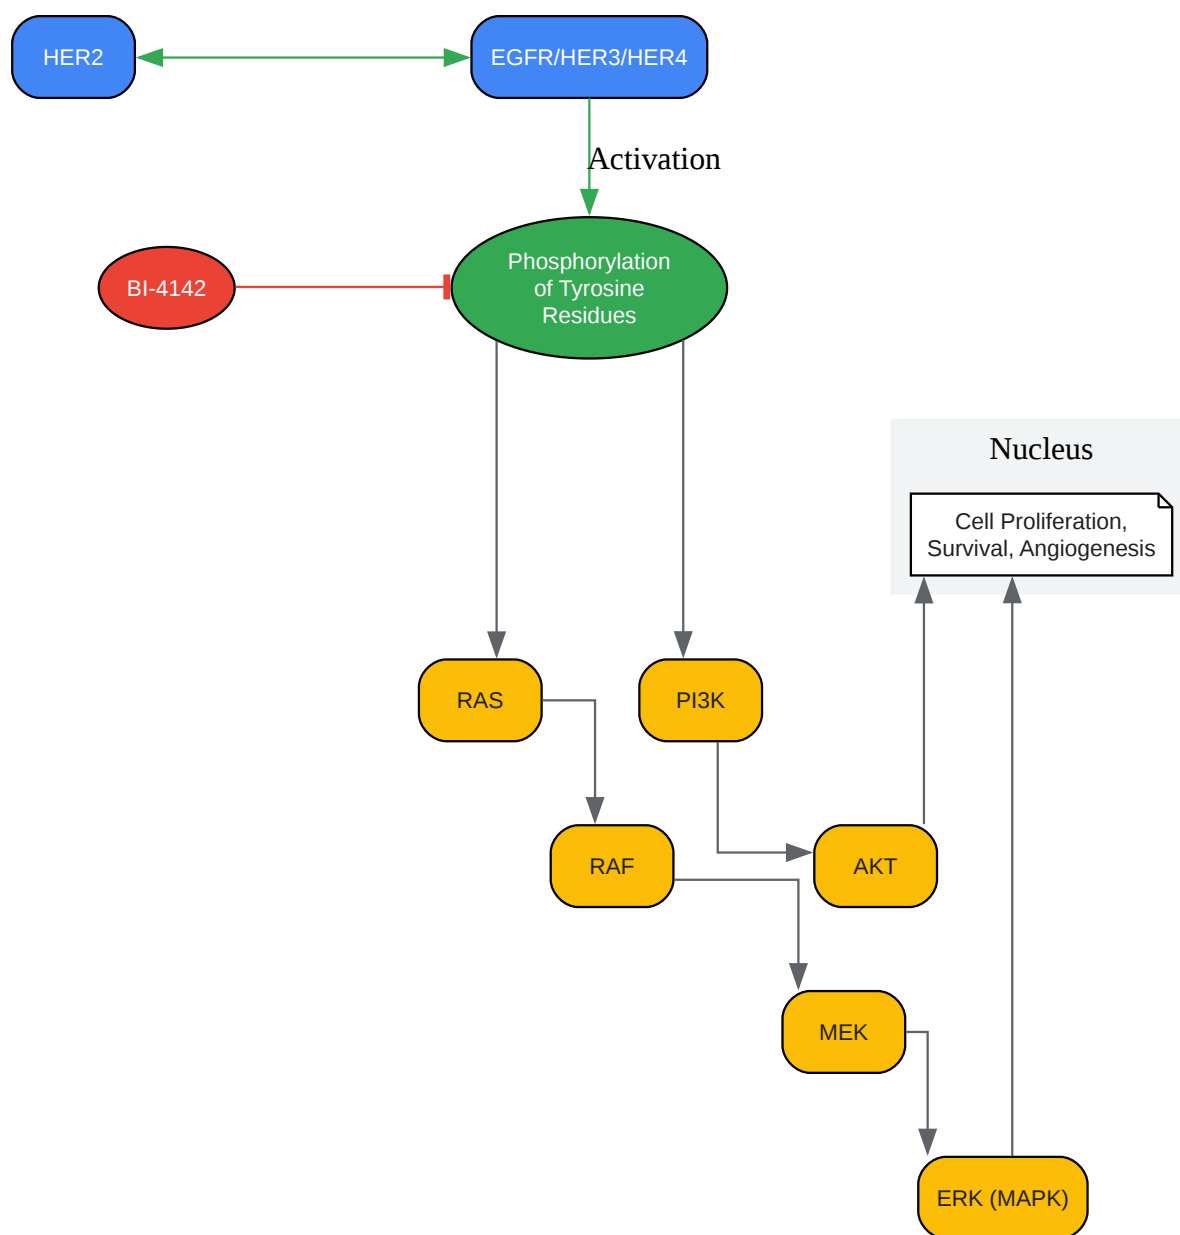 HER2
EGFR/HER3/HER4
Activation
Phosphorylation
of Tyrosine
Residues
BI-4142
Nucleus
Cell Proliferation,
Survival, Angiogenesis
RAS
PI3K
RAF
AKT
MEK
ERK (MAPK)